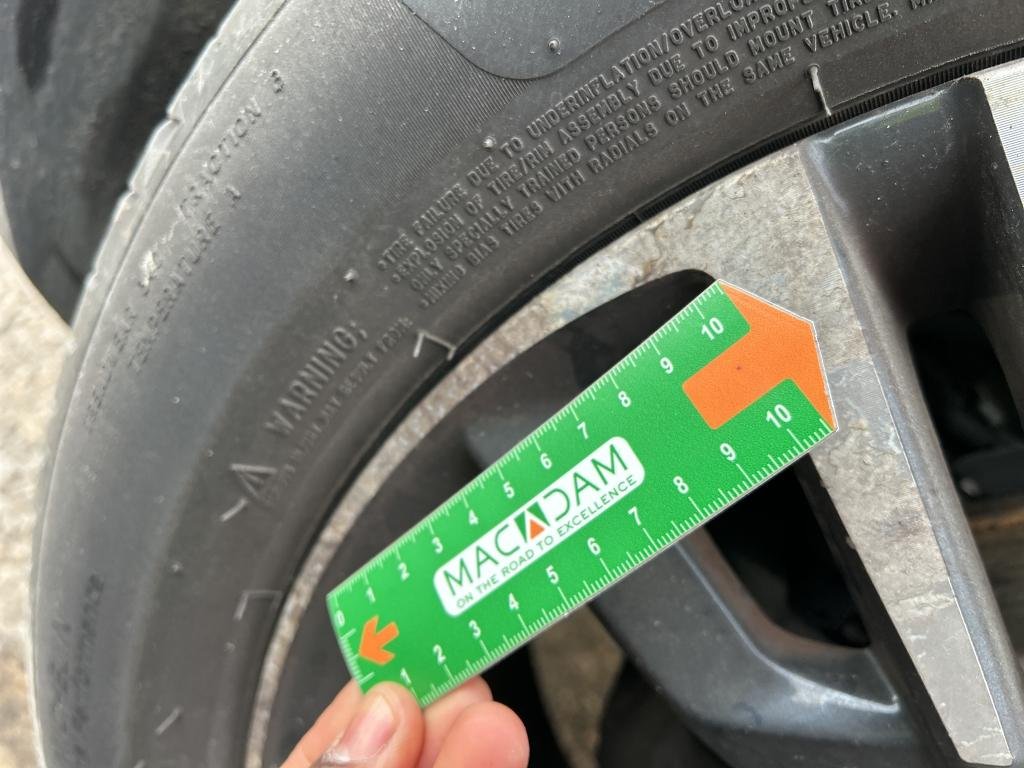 TRACTION A
TEMPERATURE A
WARNING:
•TIRE FAILURE DUE TO UNDERINFLATION/OVERLOA
•EXPLOSION OF TIRE/RIM ASSEMBLY DUE TO IMPROPE
ONLY SPECIALLY TRAINED PERSONS SHOULD MOUNT TIRE
•MIXING BIAS TIRES WITH RADIALS ON THE SAME VEHICLE.
0 1 2 3 4 5 6 7 8 9 10
MACADAM
ON THE ROAD TO EXCELLENCE
1 2 3 4 5 6 7 8 9 10